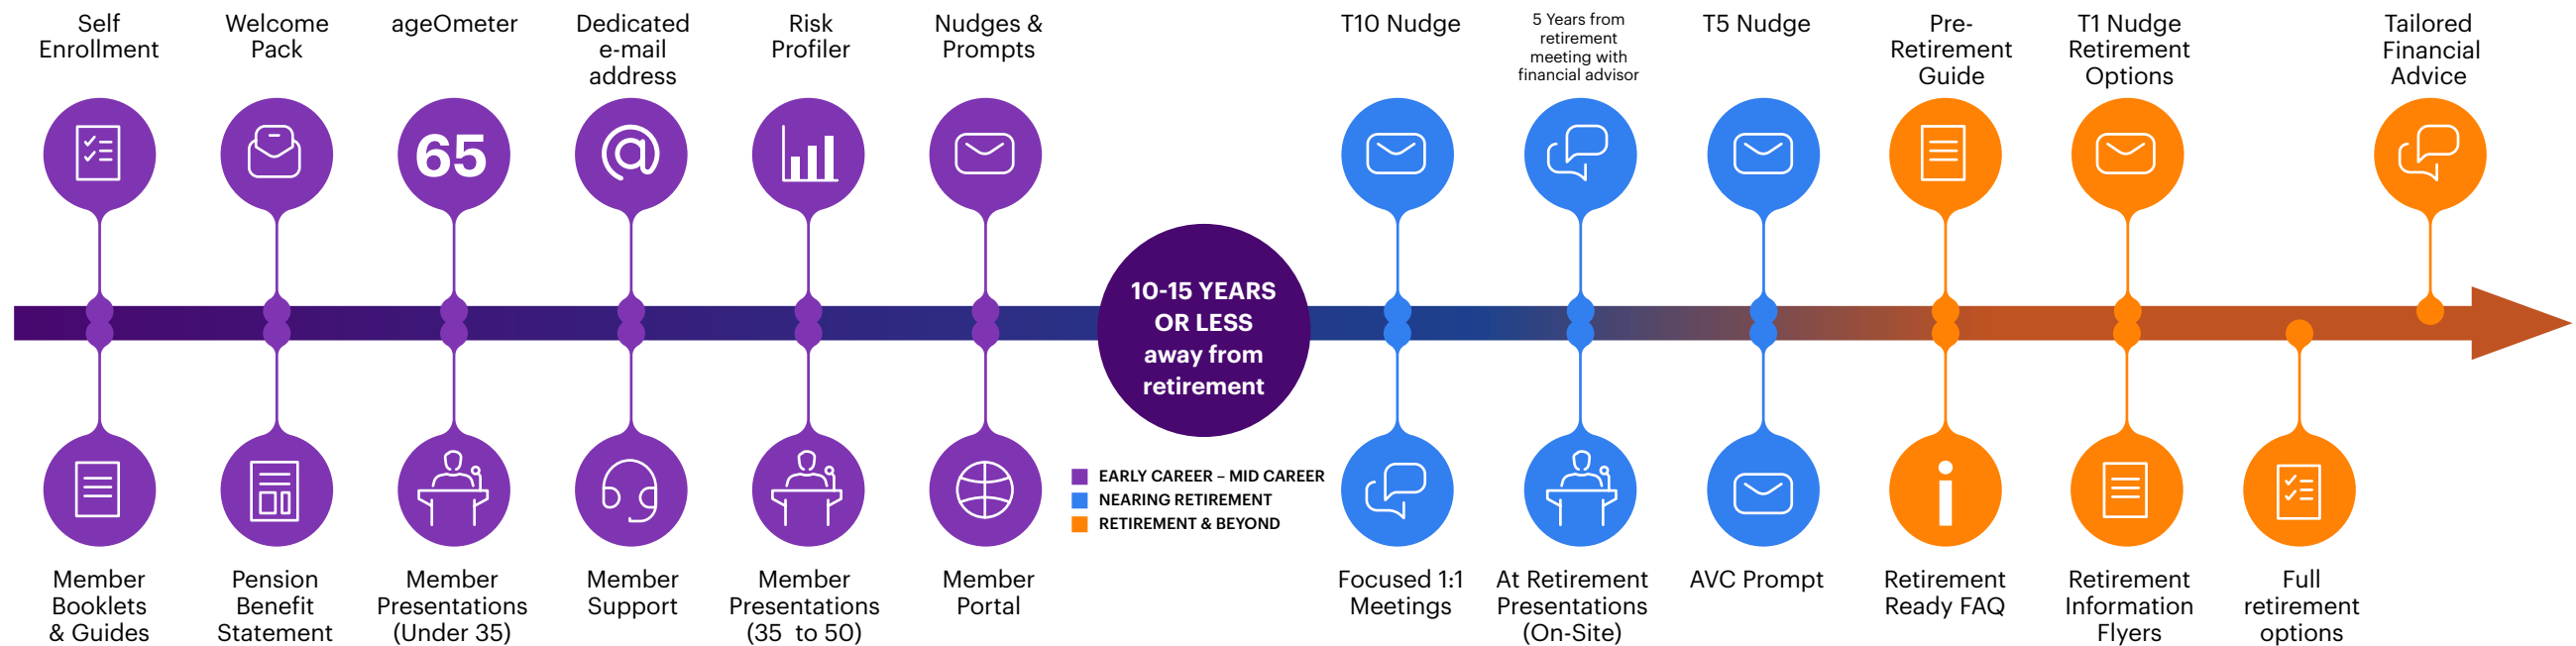 Self
Enrollment
Welcome
Pack
ageOmeter
Dedicated
e-mail
address
Risk
Profiler
Nudges &
Prompts
T10 Nudge
5 Years from
retirement
meeting with
financial advisor
T5 Nudge
Pre-
Retirement
Guide
T1 Nudge
Retirement
Options
Tailored
Financial
Advice
65
@
10-15 YEARS
OR LESS
away from
retirement
EARLY CAREER – MID CAREER
NEARING RETIREMENT
RETIREMENT & BEYOND
i
Member
Booklets
& Guides
Pension
Benefit
Statement
Member
Presentations
(Under 35)
Member
Support
Member
Presentations
(35 to 50)
Member
Portal
Focused 1:1
Meetings
At Retirement
Presentations
(On-Site)
AVC Prompt
Retirement
Ready FAQ
Retirement
Information
Flyers
Full
retirement
options